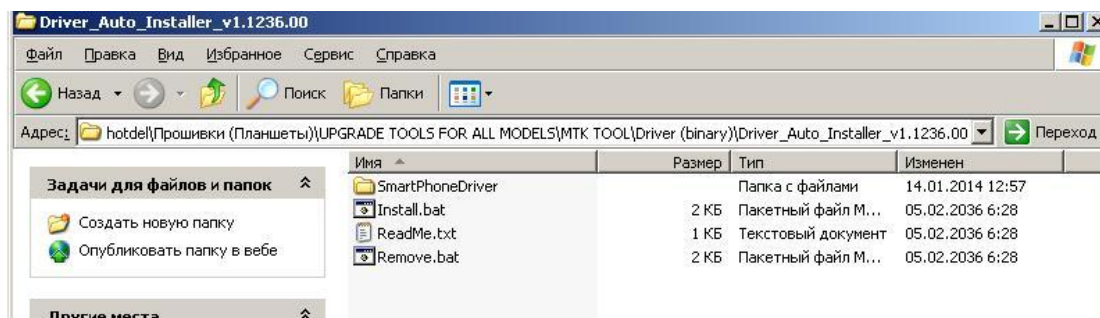 Driver_Auto_Installer_v1.1236.00
Файл Правка Вид Избранное Сервис Справка
Назад Поиск Папки
Адрес: hotdel\Прошивки (Планшеты)\UPGRADE TOOLS FOR ALL MODELS\MTK TOOL\Driver (binary)\Driver_Auto_Installer_v1.1236.00 Переход
Имя Размер Тип Изменен
Задачи для файлов и папок
Создать новую папку
Опубликовать папку в вебе
Другие места
SmartPhoneDriver Папка с файлами 14.01.2014 12:57
Install.bat 2 КБ Пакетный файл M... 05.02.2036 6:28
ReadMe.txt 1 КБ Текстовый документ 05.02.2036 6:28
Remove.bat 2 КБ Пакетный файл M... 05.02.2036 6:28